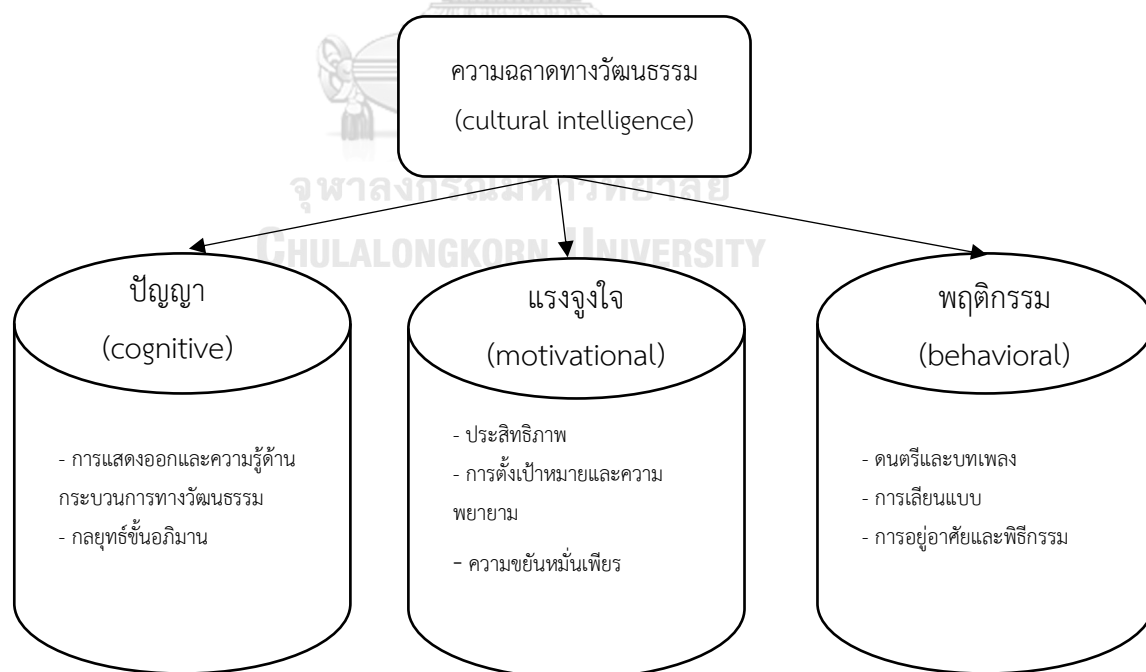 ความฉลาดทางวัฒนธรรม
(cultural intelligence)
จุฬาลงกรณ์มหาวิทยาลัย
CHULALONGKORN UNIVERSITY
ปัญญา
(cognitive)
- การแสดงออกและความรู้ด้าน
กระบวนการทางวัฒนธรรม
- กลยุทธ์ขั้นอภิมาน
แรงจูงใจ
(motivational)
- ประสิทธิภาพ
- การตั้งเป้าหมายและความ
พยายาม
- ความขยันหมั่นเพียร
พฤติกรรม
(behavioral)
- ดนตรีและบทเพลง
- การเลียนแบบ
- การอยู่อาศัยและพิธีกรรม